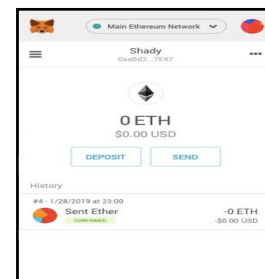 Main Ethereum Network
Shady
0xaBd2...7E47
0 ETH
$0.00 USD
DEPOSIT
SEND
History
#4 - 1/28/2019 at 23:00
Sent Ether
-0 ETH
CONFIRMED
-$0.00 USD